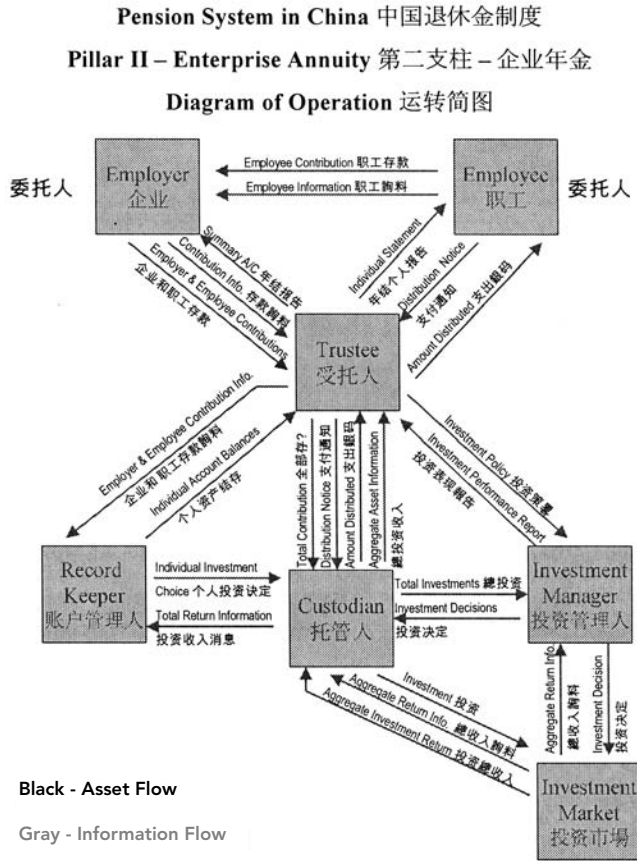 Pension System in China 中国退休金制度
Pillar II – Enterprise Annuity 第二支柱 – 企业年金
Diagram of Operation 运转简图
委托人
Employer
企业
Employee Contribution 职工存款
Employee Information 职工胸料
Employee
职工
委托人
Summary A/C 年结报告
Contribution Info. 存款胸料
Employer & Employee Contributions
企业和职工存款
Individual Statement
年结个人报告
Distribution Notice
支付通知
Amount Distributed 支出銀码
Trustee
受托人
Employer & Employee Contribution Info.
企业和 职工存款胸料
Individual Account Balances
个人资产结存
Total Contribution 全部存?
Distribution Notice 支付通知
Amount Distributed 支出銀码
Aggregate Asset Information
總投资收入
Investment Policy 投资策署
Investment Performance Report
投资表现報告
Record
Keeper
账户管理人
Individual Investment
Choice 个人投资决定
Total Return Information
投资收入消息
Custodian
托管人
Total Investments 總投资
Investment Decisions
投资决定
Investment
Manager
投资管理人
Investment 投资
Aggregate Return Info. 總收入胸料
Aggregate Investment Return 投资總收入
Aggregate Return Info.
總收入胸料
Investment Decision
投资决定
Investment
Market
投资市場
Black - Asset Flow
Gray - Information Flow